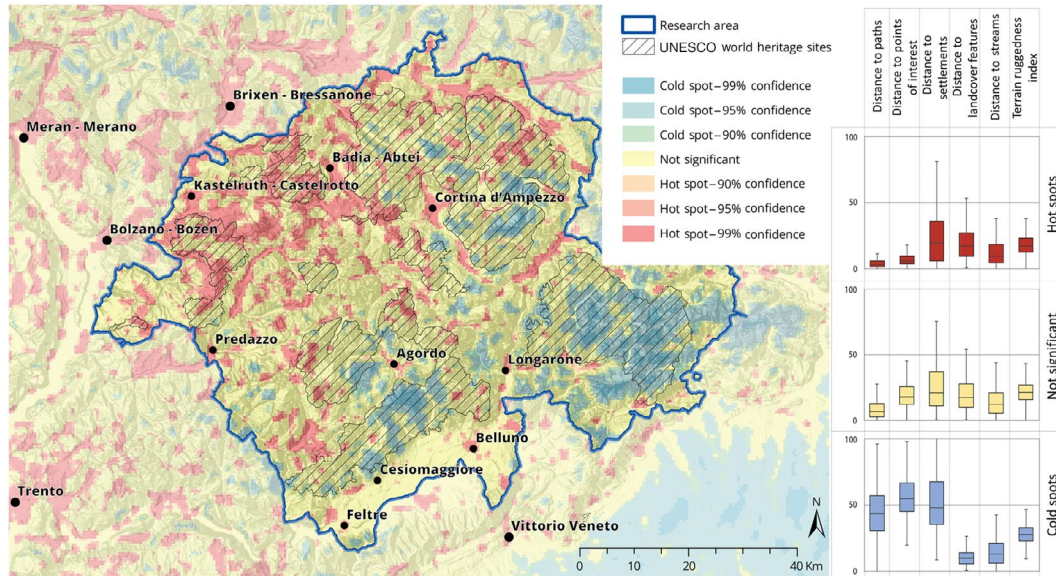 Research area
UNESCO world heritage sites
Cold spot–99% confidence
Cold spot–95% confidence
Cold spot–90% confidence
Not significant
Hot spot–90% confidence
Hot spot–95% confidence
Hot spot–99% confidence
Brixen - Bressanone
Meran - Merano
Badia - Abtei
Kastelruth - Castelrotto
Cortina d'Ampezzo
Bolzano - Bozen
Predazzo
Agordo
Longarone
Belluno
Cesiomaggiore
Trento
Feltre
Vittorio Veneto
N
0 10 20 40 Km
Distance to paths
Distance to points
of interest
Distance to
settlements
Distance to
landcover features
Distance to streams
Terrain ruggedness
index
100
50
0
Hot spots
100
50
0
Not significant
100
50
0
Cold spots